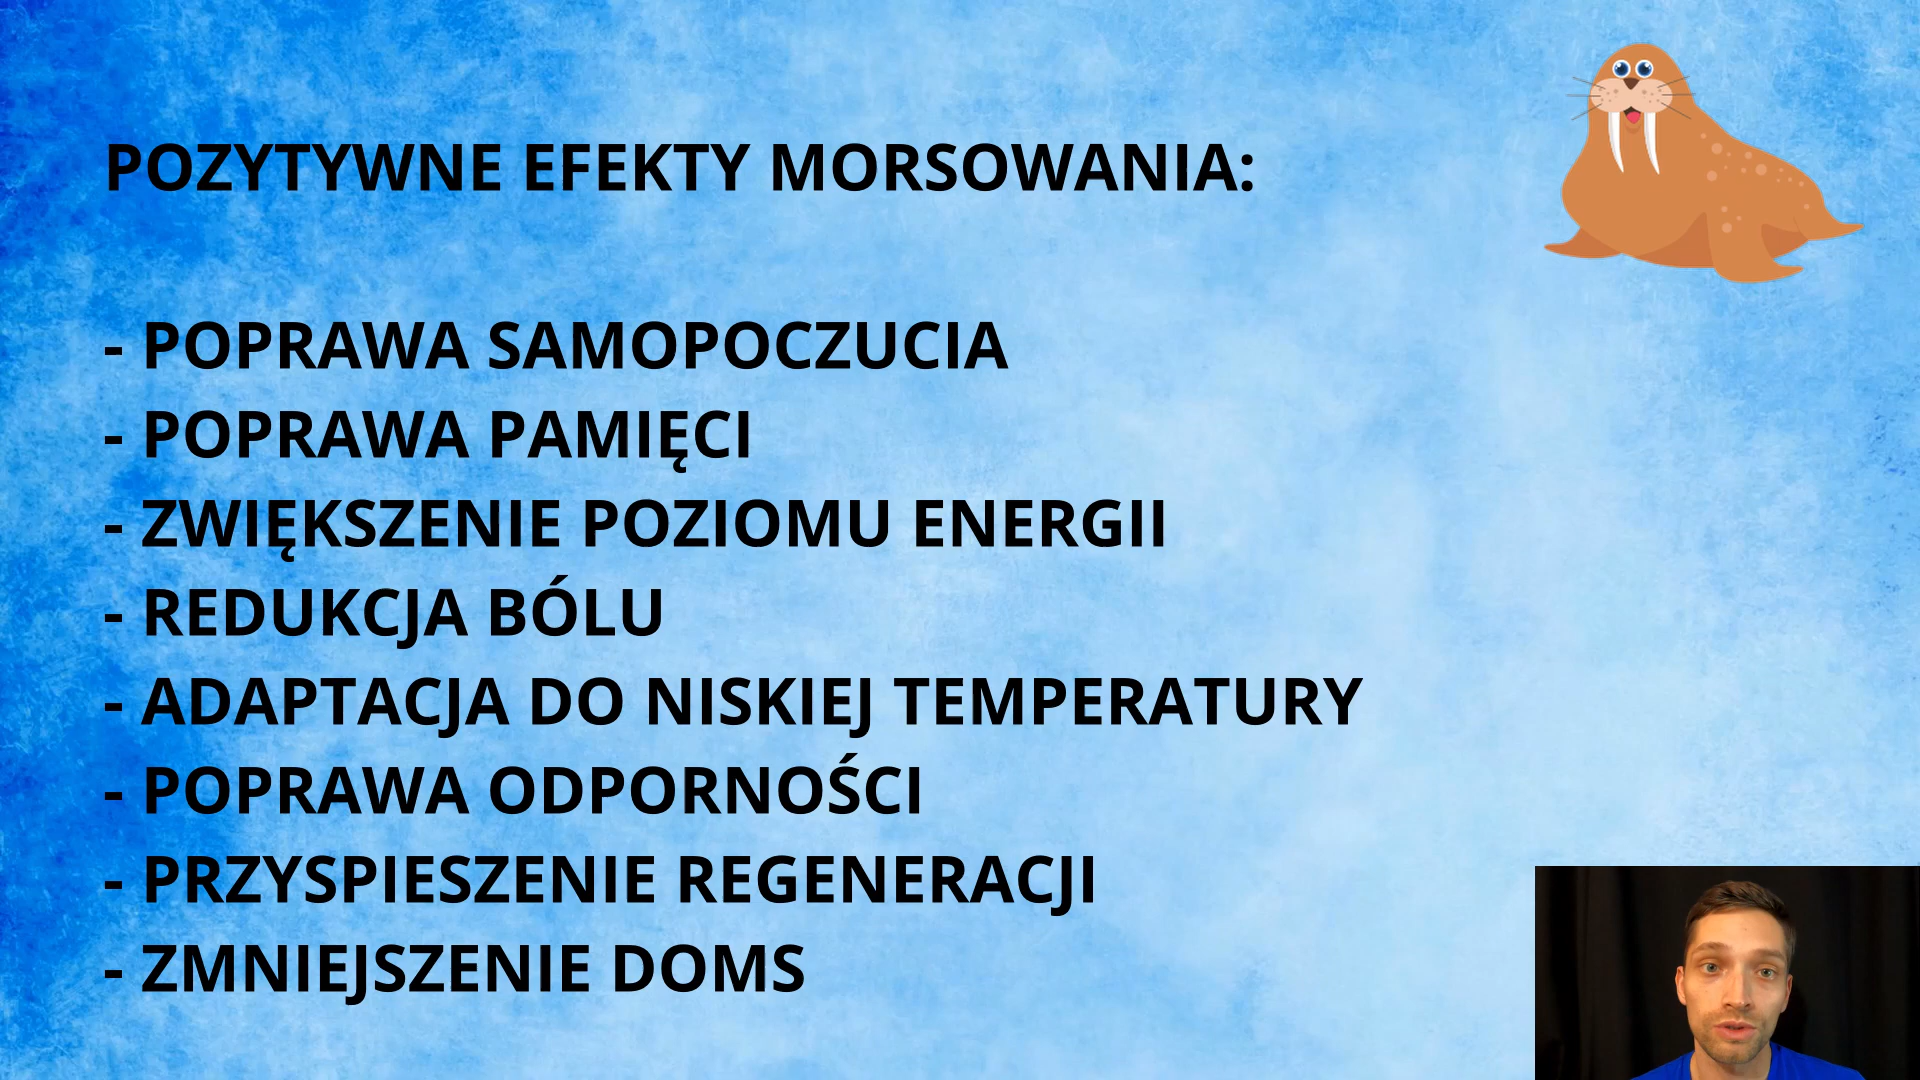 POZYTYWNE EFEKTY MORSOWANIA:
- POPRAWA SAMOPOCZUCIA
- POPRAWA PAMIĘCI
- ZWIĘKSZENIE POZIOMU ENERGII
- REDUKCJA BÓLU
- ADAPTACJA DO NISKIEJ TEMPERATURY
- POPRAWA ODPORNOŚCI
- PRZYSPIESZENIE REGENERACJI
- ZMNIEJSZENIE DOMS